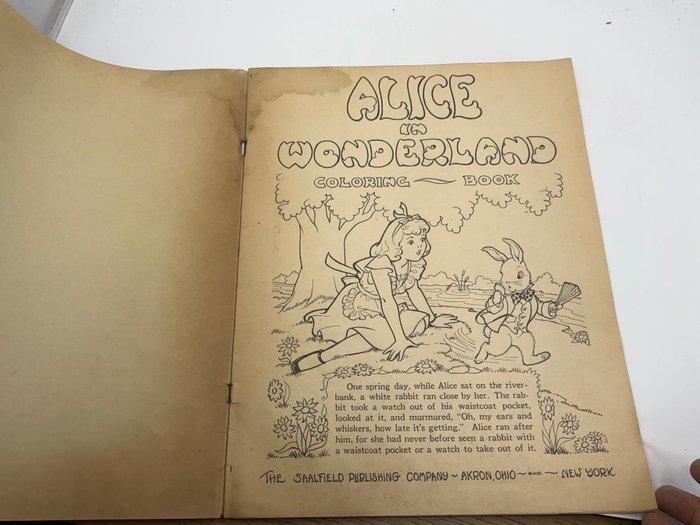 ALICE
IN
WONDERLAND
COLORING ~ BOOK
One spring day, while Alice sat on the river-
bank, a white rabbit ran close by her. The rab-
bit took a watch out of his waistcoat pocket,
looked at it, and murmured, "Oh, my ears and
whiskers, how late it's getting." Alice ran after
him, for she had never before seen a rabbit with
a waistcoat pocket or a watch to take out of it.
THE SAALFIELD PUBLISHING COMPANY ~ AKRON, OHIO ~ AND ~ NEW YORK